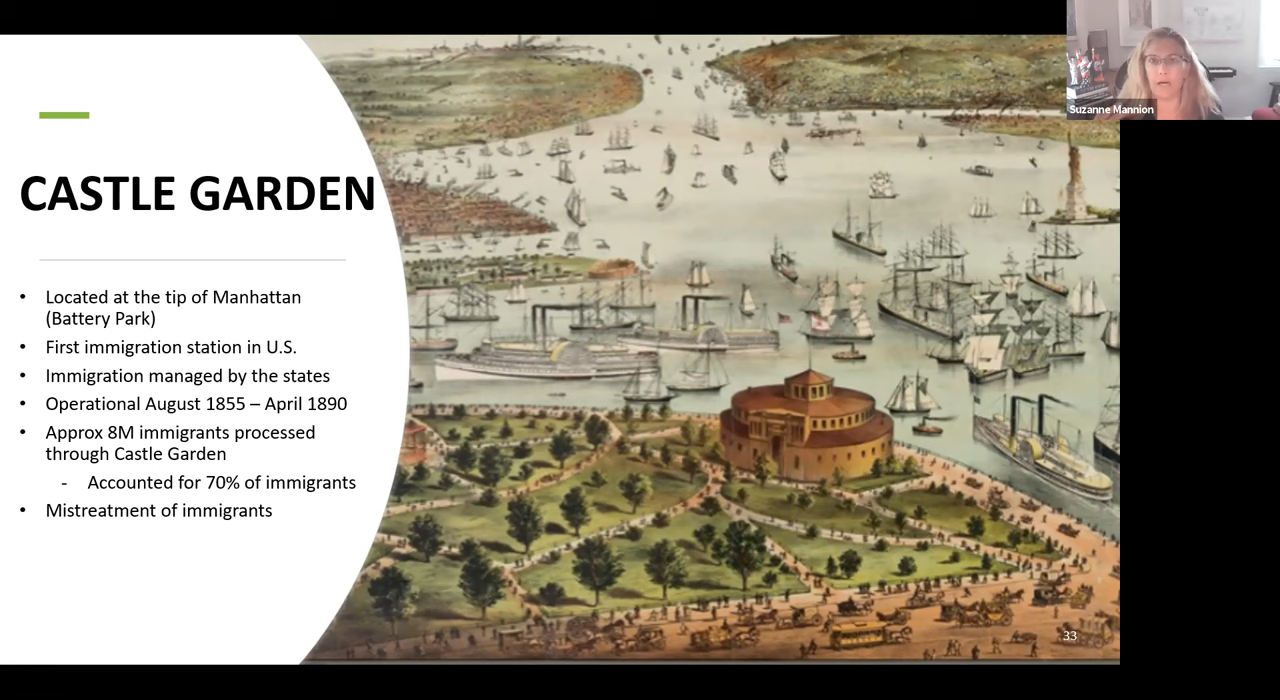 Suzanne Mannion
CASTLE GARDEN
• Located at the tip of Manhattan
(Battery Park)
• First immigration station in U.S.
• Immigration managed by the states
• Operational August 1855 – April 1890
• Approx 8M immigrants processed
through Castle Garden
- Accounted for 70% of immigrants
• Mistreatment of immigrants
33